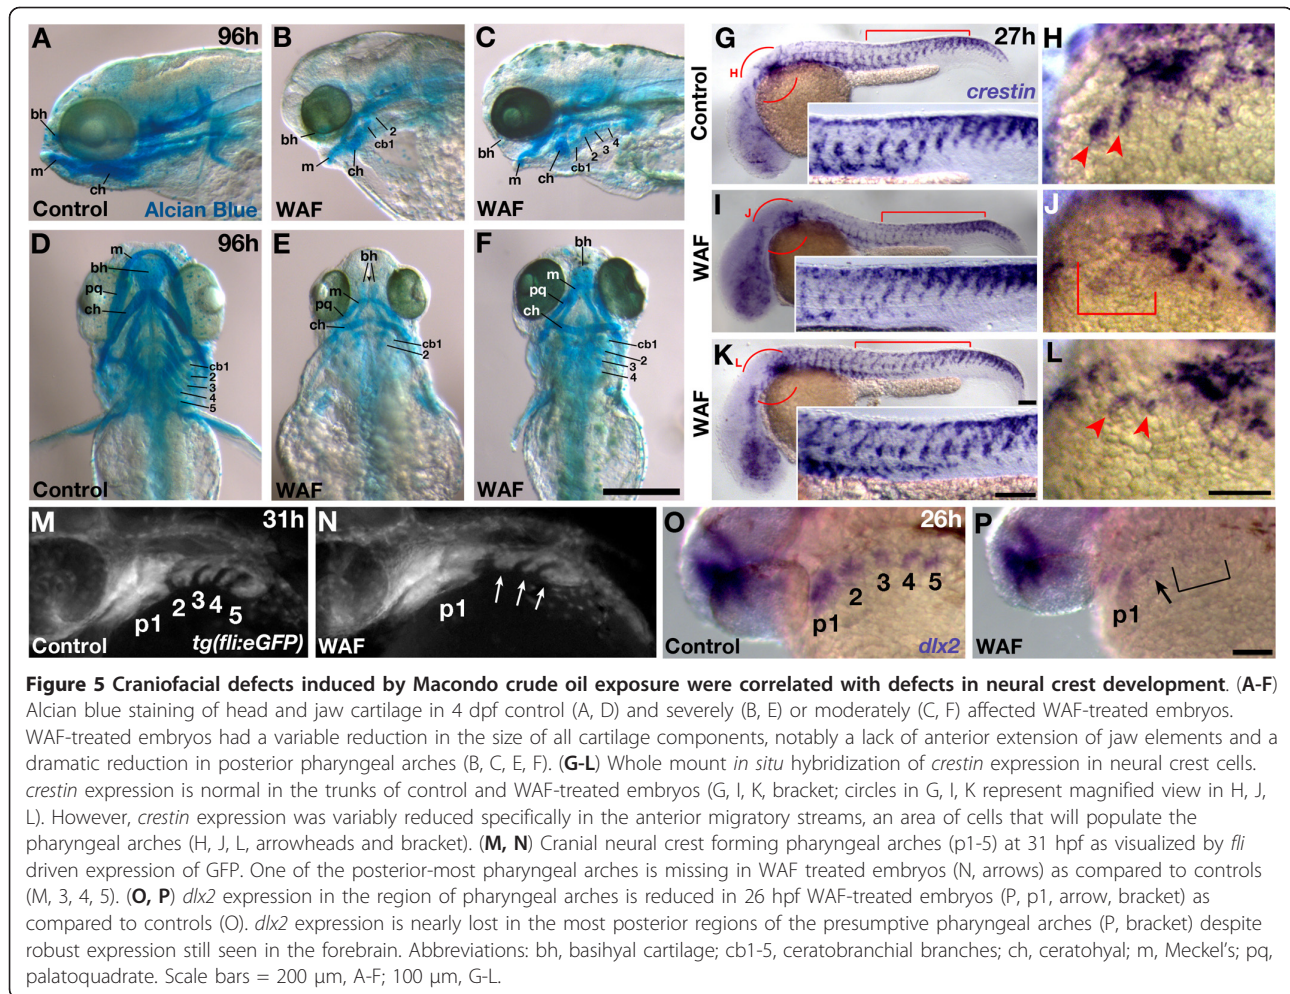 A
96h
bh
m
ch
Control
Alcian Blue
B
bh
2
cb1
m
ch
WAF
C
bh
4
3
2
cb1
m
ch
WAF
D
96h
m
bh
pq
ch
cb1
2
3
4
5
Control
E
bh
m
pq
ch
cb1
2
WAF
F
bh
m
pq
ch
cb1
2
3
4
WAF
Control
G
27h
H
crestin
H
WAF
I
J
J
WAF
K
L
L
M
31h
p1
2
3
4
5
Control
tg(fli:eGFP)
N
p1
WAF
O
26h
p1
2
3
4
5
Control
dlx2
P
p1
WAF
Figure 5 Craniofacial defects induced by Macondo crude oil exposure were correlated with defects in neural crest development. (A-F)
Alcian blue staining of head and jaw cartilage in 4 dpf control (A, D) and severely (B, E) or moderately (C, F) affected WAF-treated embryos.
WAF-treated embryos had a variable reduction in the size of all cartilage components, notably a lack of anterior extension of jaw elements and a
dramatic reduction in posterior pharyngeal arches (B, C, E, F). (G-L) Whole mount in situ hybridization of crestin expression in neural crest cells.
crestin expression is normal in the trunks of control and WAF-treated embryos (G, I, K, bracket; circles in G, I, K represent magnified view in H, J,
L). However, crestin expression was variably reduced specifically in the anterior migratory streams, an area of cells that will populate the
pharyngeal arches (H, J, L, arrowheads and bracket). (M, N) Cranial neural crest forming pharyngeal arches (p1-5) at 31 hpf as visualized by fli
driven expression of GFP. One of the posterior-most pharyngeal arches is missing in WAF treated embryos (N, arrows) as compared to controls
(M, 3, 4, 5). (O, P) dlx2 expression in the region of pharyngeal arches is reduced in 26 hpf WAF-treated embryos (P, p1, arrow, bracket) as
compared to controls (O). dlx2 expression is nearly lost in the most posterior regions of the presumptive pharyngeal arches (P, bracket) despite
robust expression still seen in the forebrain. Abbreviations: bh, basihyal cartilage; cb1-5, ceratobranchial branches; ch, ceratohyal; m, Meckel's; pq,
palatoquadrate. Scale bars = 200 μm, A-F; 100 μm, G-L.